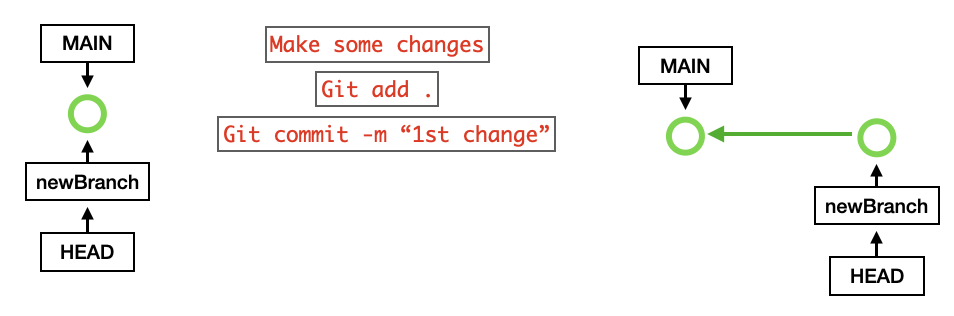 MAIN
newBranch
HEAD
Make some changes
Git add .
Git commit -m “1st change”
MAIN
newBranch
HEAD